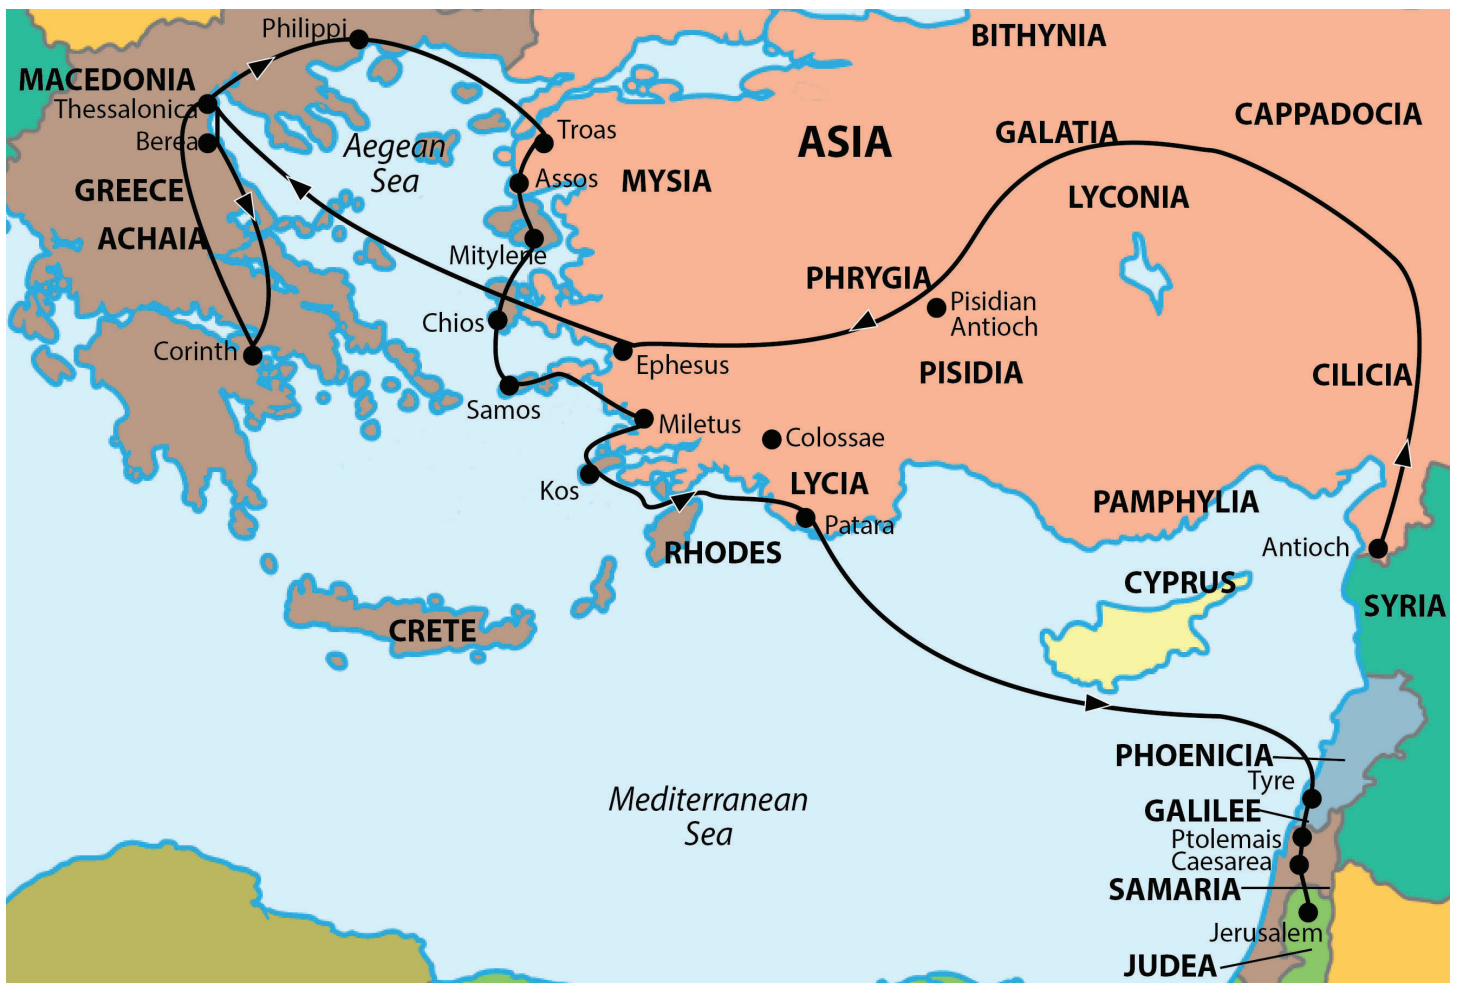 Philippi
BITHYNIA
MACEDONIA
Thessalonica
CAPPADOCIA
Berea
Aegean
Sea
Troas
ASIA
GALATIA
Assos
MYSIA
GREECE
LYCONIA
ACHAIA
Mitylene
PHRYGIA
Pisidian
Antioch
Chios
Corinth
Ephesus
PISIDIA
CILICIA
Samos
Miletus
Colossae
Kos
LYCIA
PAMPHYLIA
Patara
RHODES
Antioch
CYPRUS
SYRIA
CRETE
PHOENICIA
Tyre
Mediterranean
Sea
GALILEE
Ptolemais
Caesarea
SAMARIA
Jerusalem
JUDEA